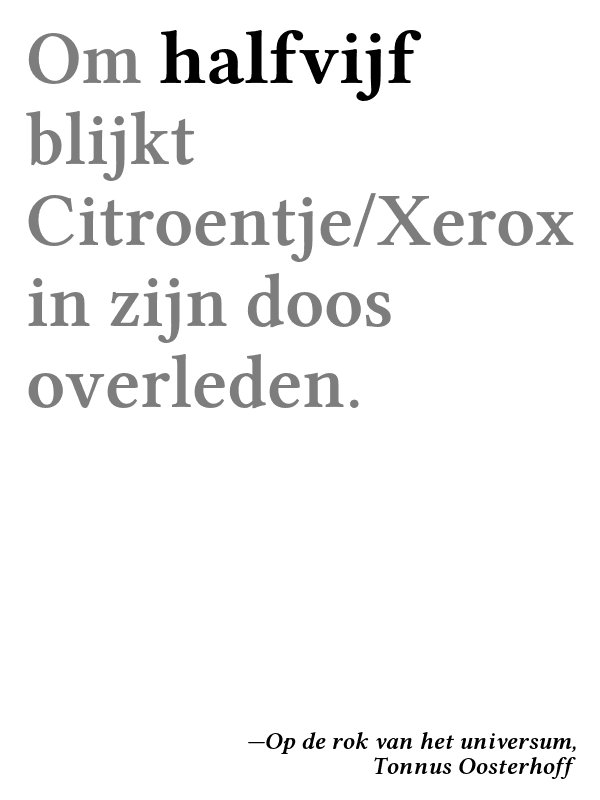 Om halfvijf
blijkt
Citroentje/Xerox
in zijn doos
overleden.
—Op de rok van het universum,
Tonnus Oosterhoff